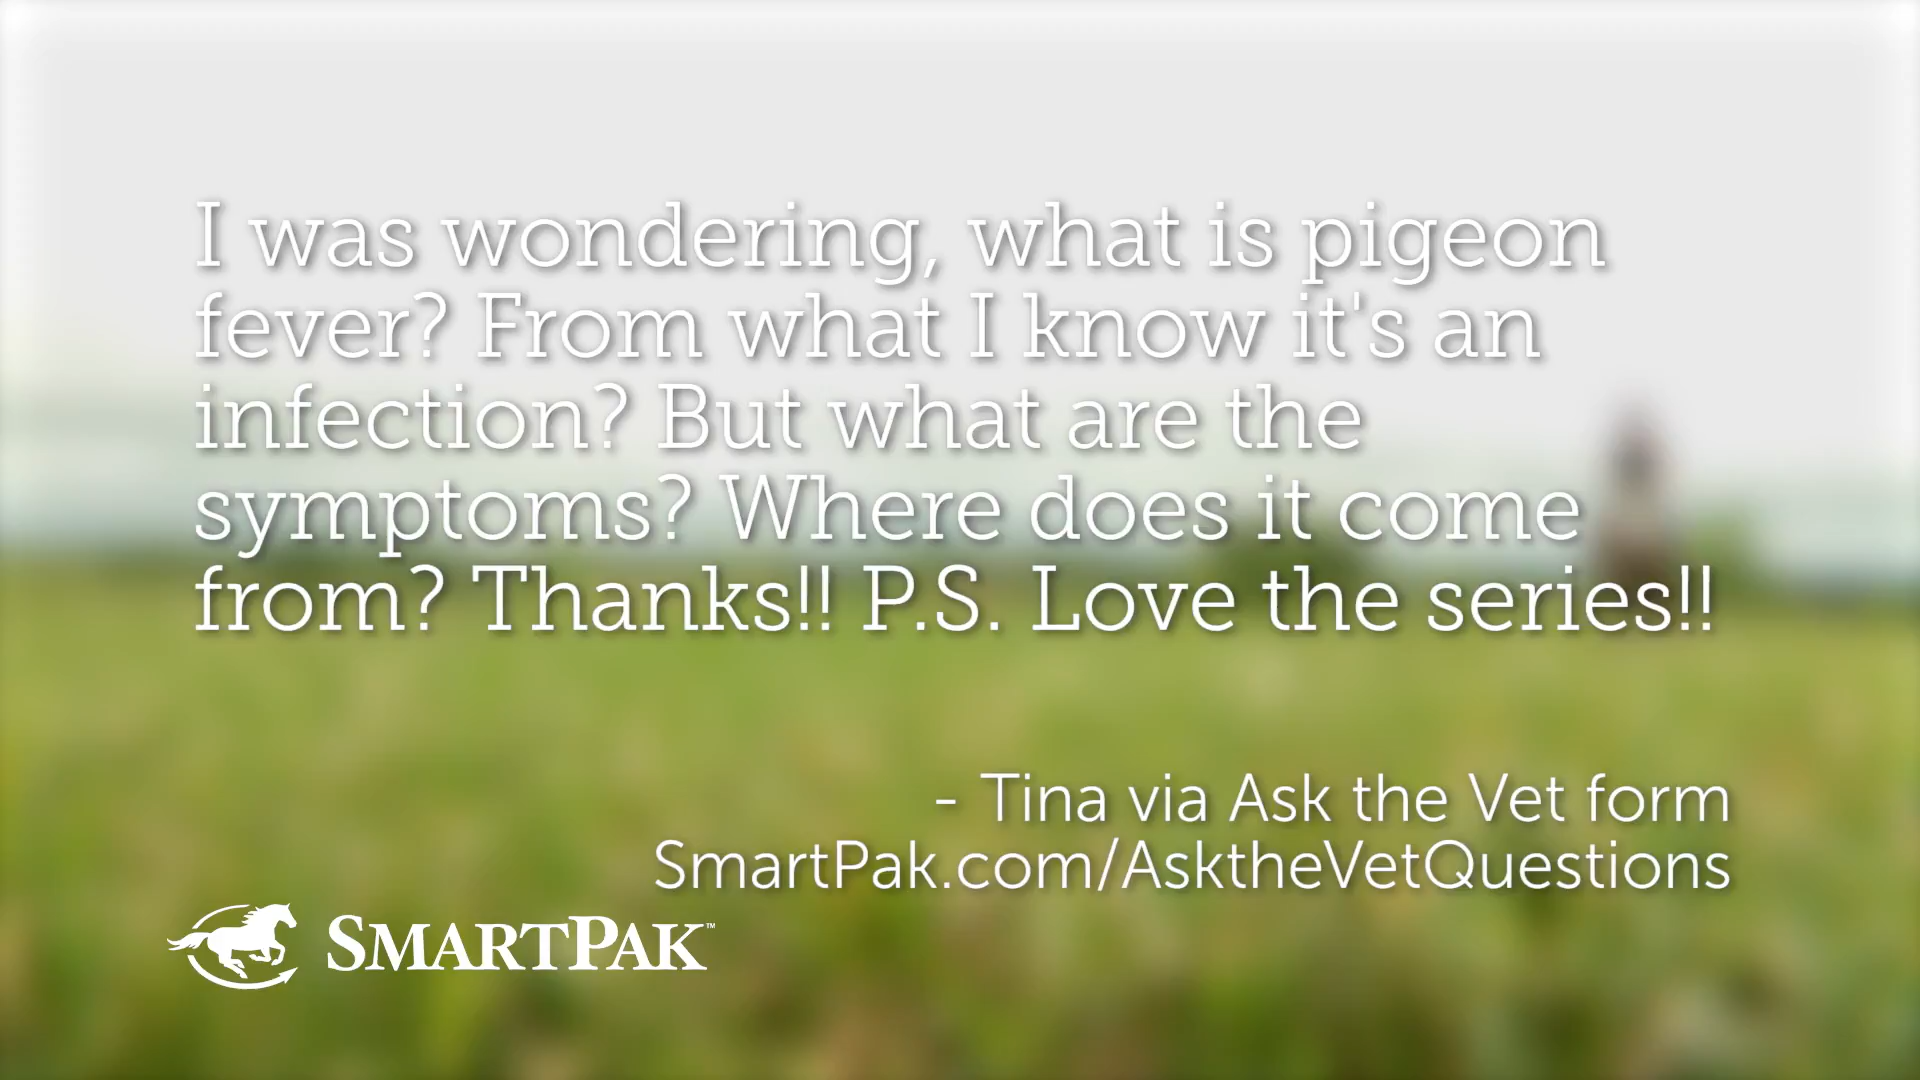 I was wondering, what is pigeon
fever? From what I know it's an
infection? But what are the
symptoms? Where does it come
from? Thanks!! P.S. Love the series!!
- Tina via Ask the Vet form
SmartPak.com/AsktheVetQuestions
SMARTPAK™